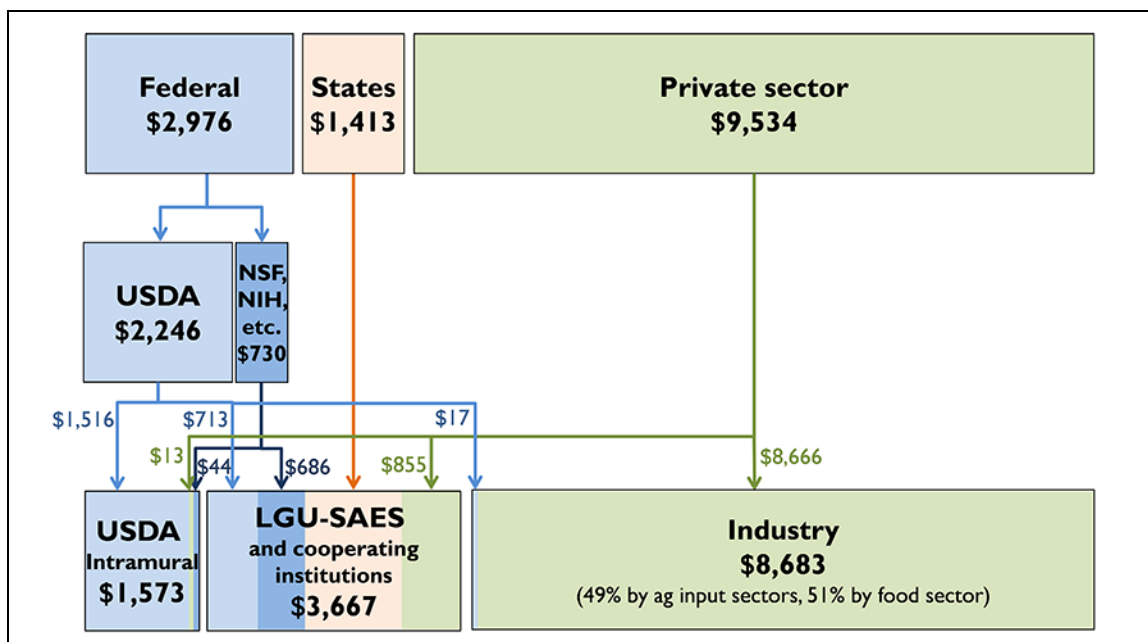 Federal
$2,976
States
$1,413
Private sector
$9,534
USDA
$2,246
NSF,
NIH,
etc.
$730
$1,516
$713
$17
$13
$44
$686
$855
$8,666
USDA
Intramural
$1,573
LGU-SAES
and cooperating
institutions
$3,667
Industry
$8,683
(49% by ag input sectors, 51% by food sector)